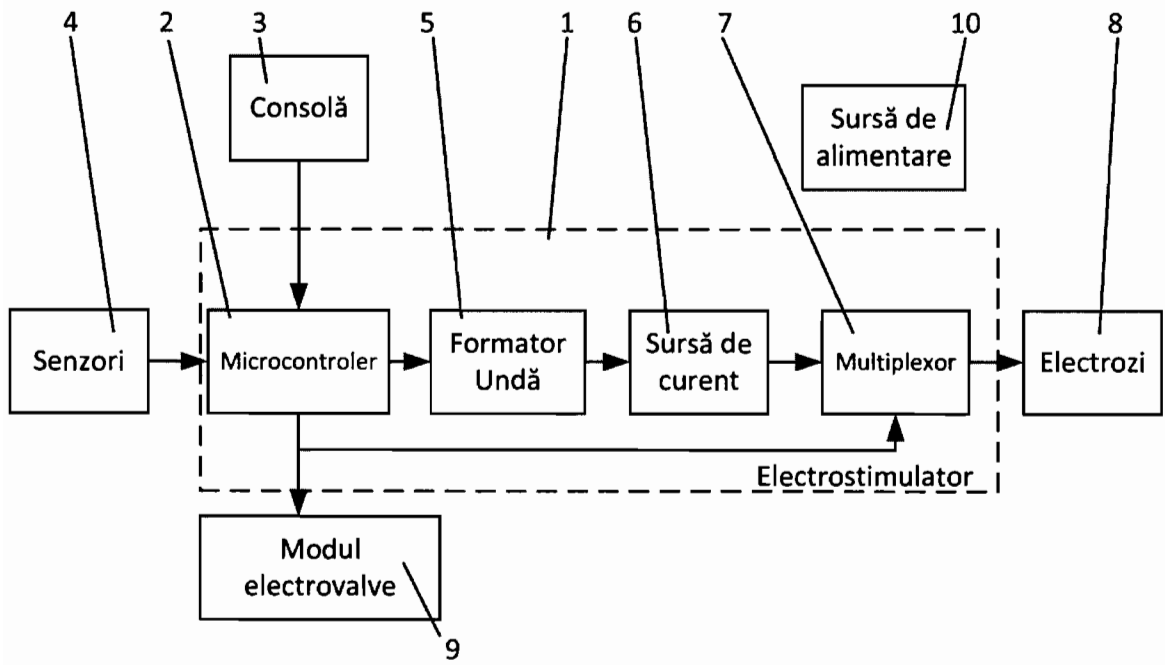 4 2 3 5 1 6 7 10 8
Consolă
Sursă de
alimentare
Senzori
Microcontroler
Formator
Undă
Sursă de
curent
Multiplexor
Electrozi
Electrostimulator
Modul
electrovalve
9